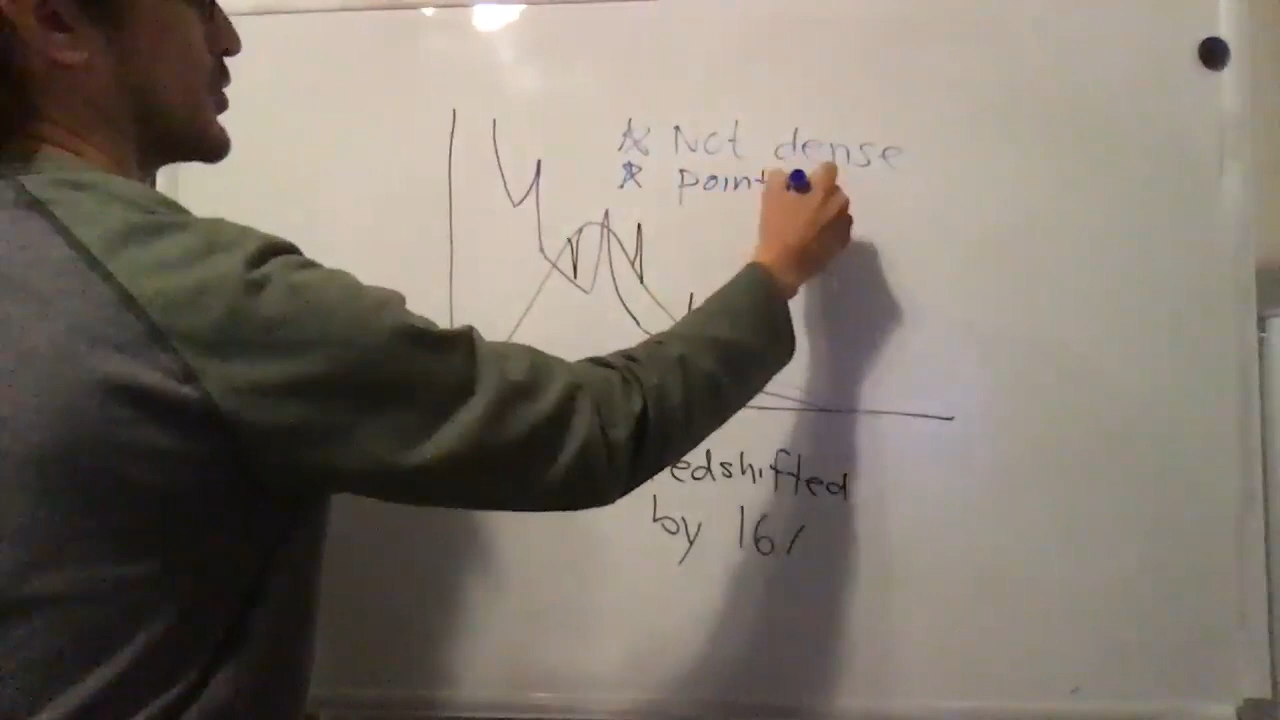 * Not dense
* point
edshifted
by 16%